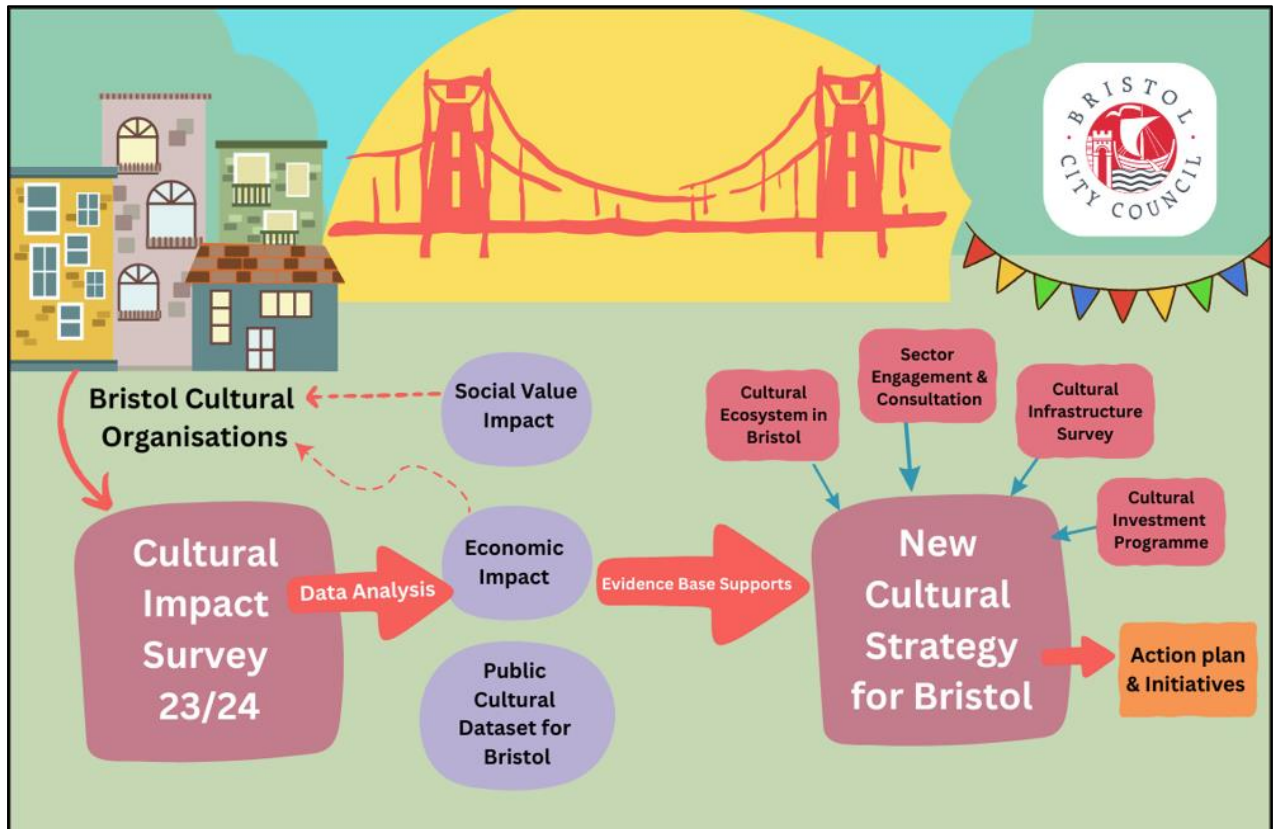 BRISTOL
CITY COUNCIL
Bristol Cultural
Organisations
Social Value
Impact
Cultural
Ecosystem in
Bristol
Sector
Engagement &
Consultation
Cultural
Infrastructure
Survey
Cultural
Investment
Programme
Cultural
Impact
Survey
23/24
Data Analysis
Economic
Impact
Public
Cultural
Dataset for
Bristol
Evidence Base Supports
New
Cultural
Strategy
for Bristol
Action plan
& Initiatives